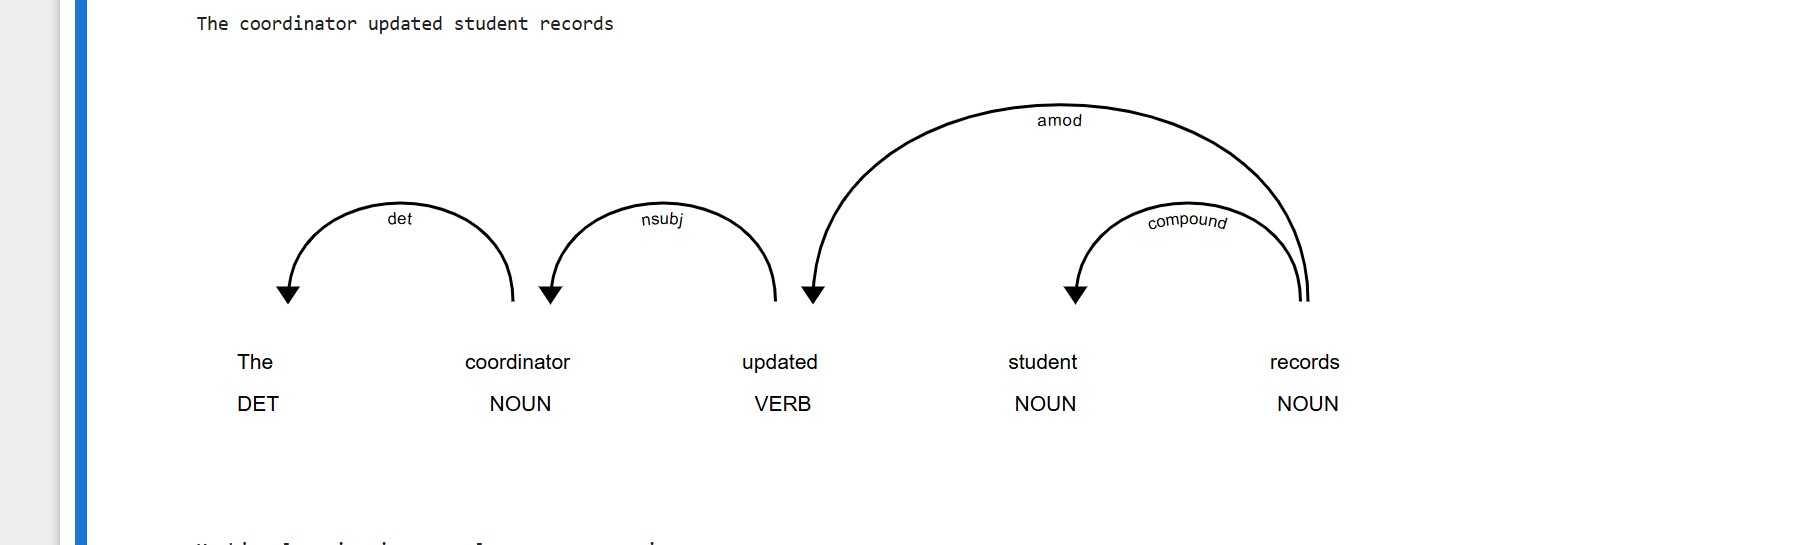 The coordinator updated student records
amod
det nsubj compound
The coordinator updated student records
DET NOUN VERB NOUN NOUN